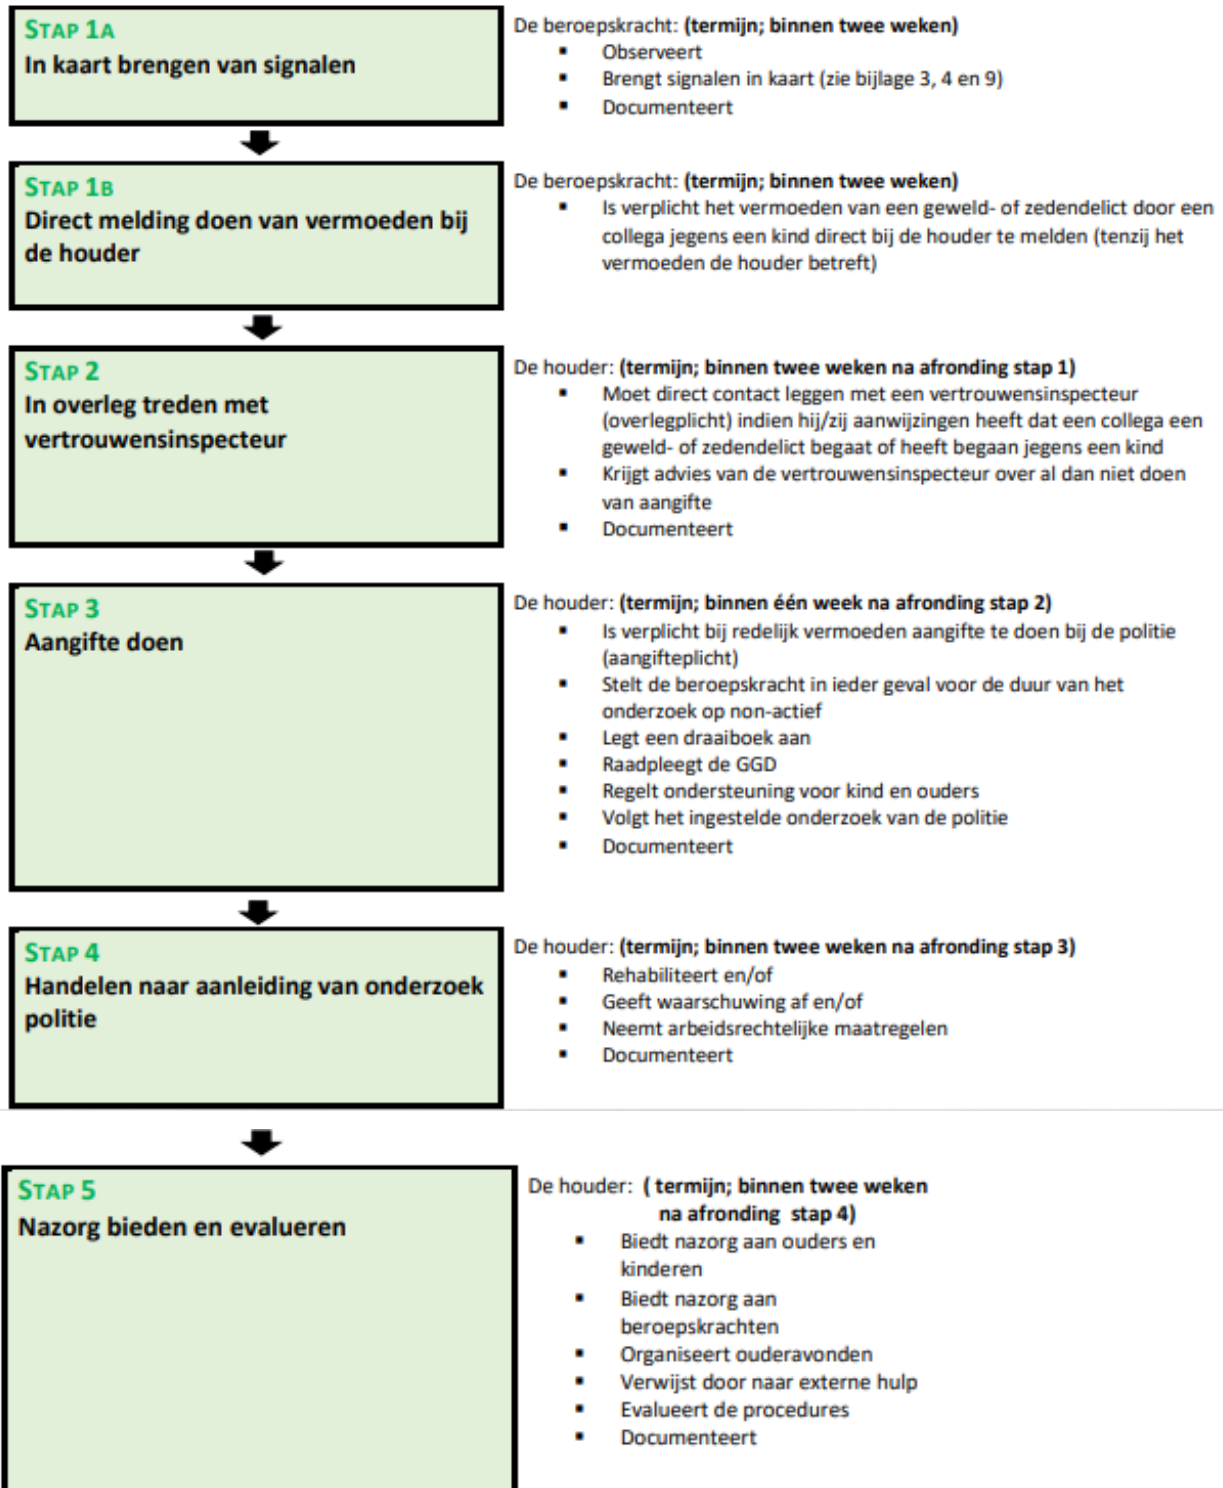 STAP 1A
In kaart brengen van signalen
De beroepskracht: (termijn; binnen twee weken)
▪ Observeert
▪ Brengt signalen in kaart (zie bijlage 3, 4 en 9)
▪ Documenteert
STAP 1B
Direct melding doen van vermoeden bij
de houder
De beroepskracht: (termijn; binnen twee weken)
▪ Is verplicht het vermoeden van een geweld- of zedendelict door een
collega jegens een kind direct bij de houder te melden (tenzij het
vermoeden de houder betreft)
STAP 2
In overleg treden met
vertrouwensinspecteur
De houder: (termijn; binnen twee weken na afronding stap 1)
▪ Moet direct contact leggen met een vertrouwensinspecteur
(overlegplicht) indien hij/zij aanwijzingen heeft dat een collega een
geweld- of zedendelict begaat of heeft begaan jegens een kind
▪ Krijgt advies van de vertrouwensinspecteur over al dan niet doen
van aangifte
▪ Documenteert
STAP 3
Aangifte doen
De houder: (termijn; binnen één week na afronding stap 2)
▪ Is verplicht bij redelijk vermoeden aangifte te doen bij de politie
(aangifteplicht)
▪ Stelt de beroepskracht in ieder geval voor de duur van het
onderzoek op non-actief
▪ Legt een draaiboek aan
▪ Raadpleegt de GGD
▪ Regelt ondersteuning voor kind en ouders
▪ Volgt het ingestelde onderzoek van de politie
▪ Documenteert
STAP 4
Handelen naar aanleiding van onderzoek
politie
De houder: (termijn; binnen twee weken na afronding stap 3)
▪ Rehabiliteert en/of
▪ Geeft waarschuwing af en/of
▪ Neemt arbeidsrechtelijke maatregelen
▪ Documenteert
STAP 5
Nazorg bieden en evalueren
De houder: ( termijn; binnen twee weken
na afronding stap 4)
▪ Biedt nazorg aan ouders en
kinderen
▪ Biedt nazorg aan
beroepskrachten
▪ Organiseert ouderavonden
▪ Verwijst door naar externe hulp
▪ Evalueert de procedures
▪ Documenteert